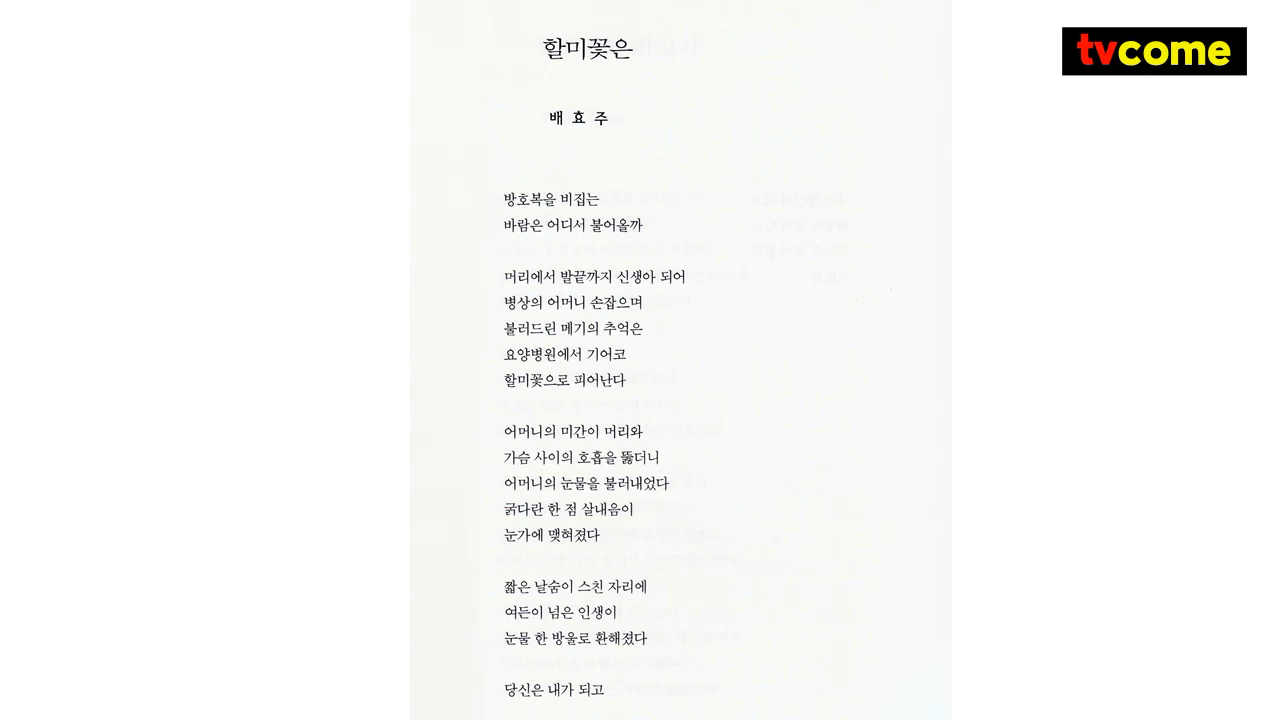 tvcome
할미꽃은
배 효 주
방호복을 비집는
바람은 어디서 불어올까
머리에서 발끝까지 신생아 되어
병상의 어머니 손잡으며
불러드린 메기의 추억은
요양병원에서 기어코
할미꽃으로 피어난다
어머니의 미간이 머리와
가슴 사이의 호흡을 뚫더니
어머니의 눈물을 불러내었다
굵다란 한 점 살내음이
눈가에 맺혀졌다
짧은 날숨이 스친 자리에
여든이 넘은 인생이
눈물 한 방울로 환해졌다
당신은 내가 되고